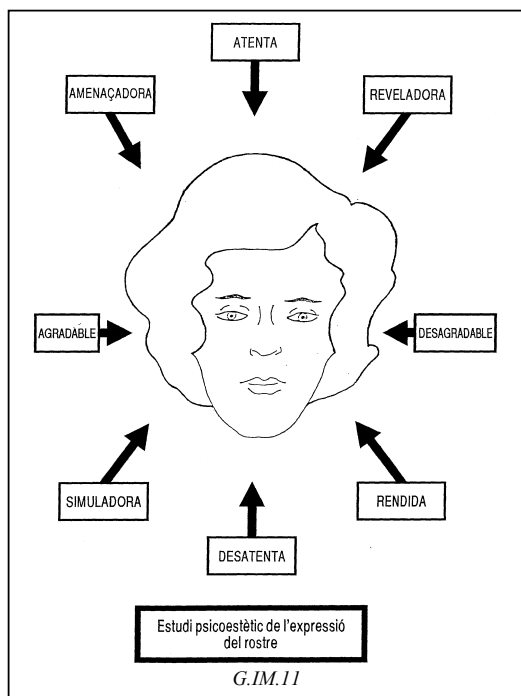 ATENTA
AMENAÇADORA
REVELADORA
AGRADABLE
DESAGRADABLE
SIMULADORA
RENDIDA
DESATENTA
Estudi psicoestètic de l'expressió
del rostre
G.IM.11